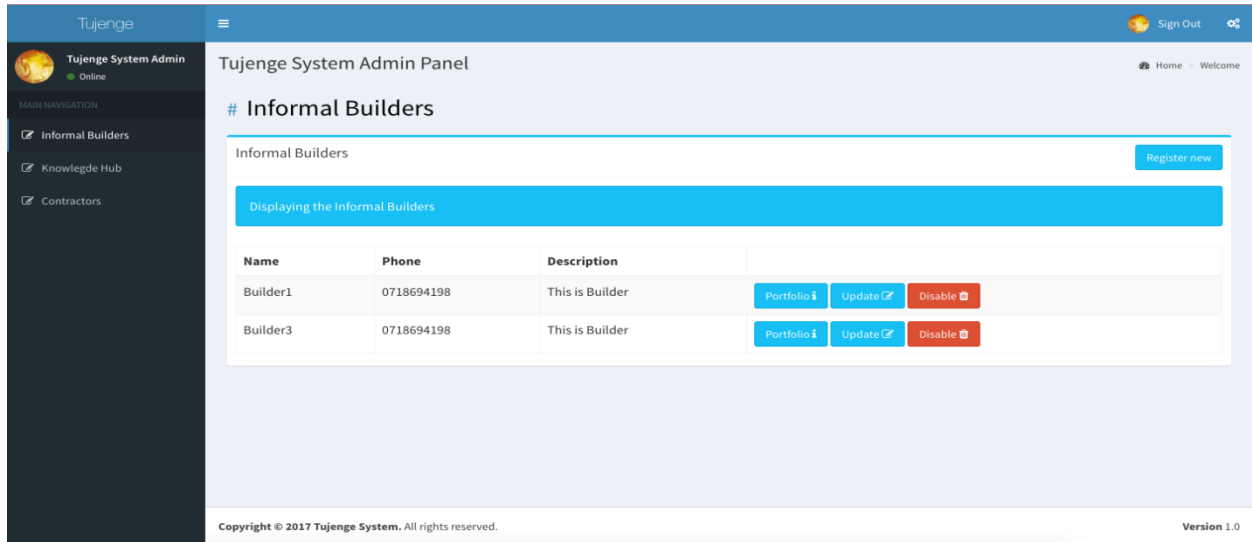 Tujenge
Sign Out
Tujenge System Admin
Online
Tujenge System Admin Panel
Home > Welcome
MAIN NAVIGATION
Informal Builders
Knowlegde Hub
Contractors
# Informal Builders
Informal Builders
Register new
Displaying the Informal Builders
Name Phone Description
Builder1 0718694198 This is Builder Portfolio Update Disable
Builder3 0718694198 This is Builder Portfolio Update Disable
Copyright © 2017 Tujenge System. All rights reserved.
Version 1.0